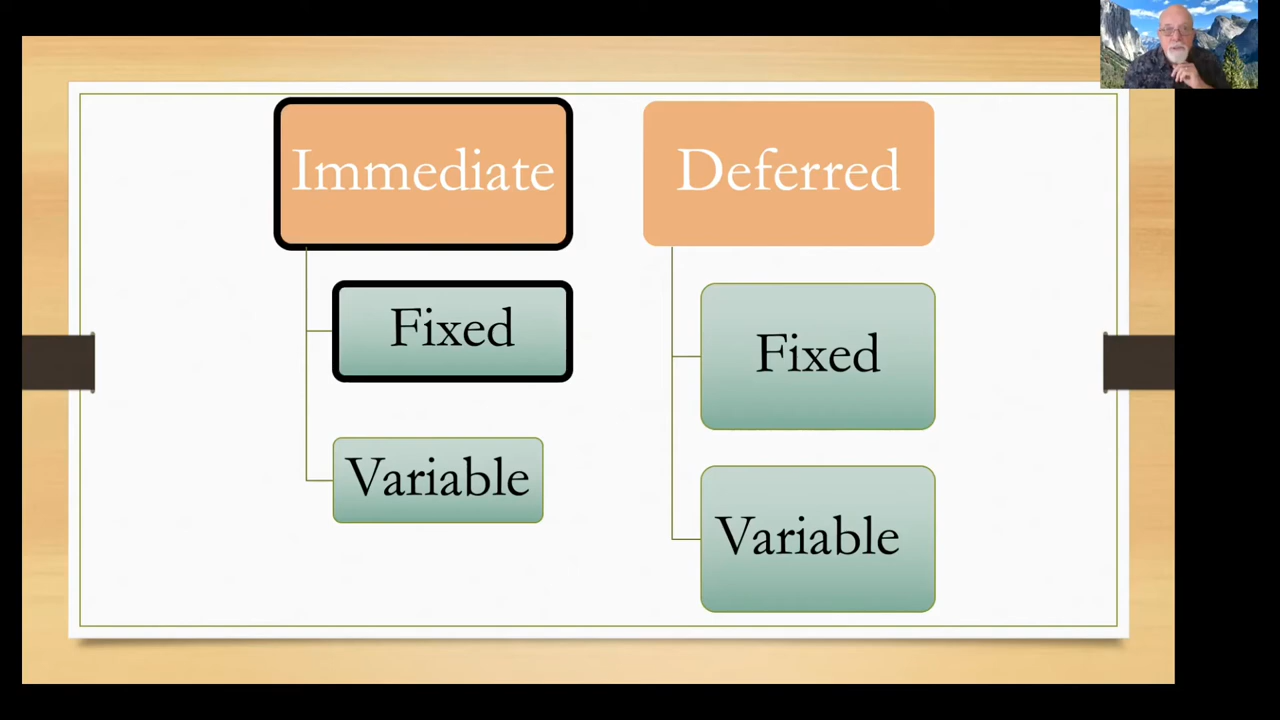 Immediate
Fixed
Variable
Deferred
Fixed
Variable